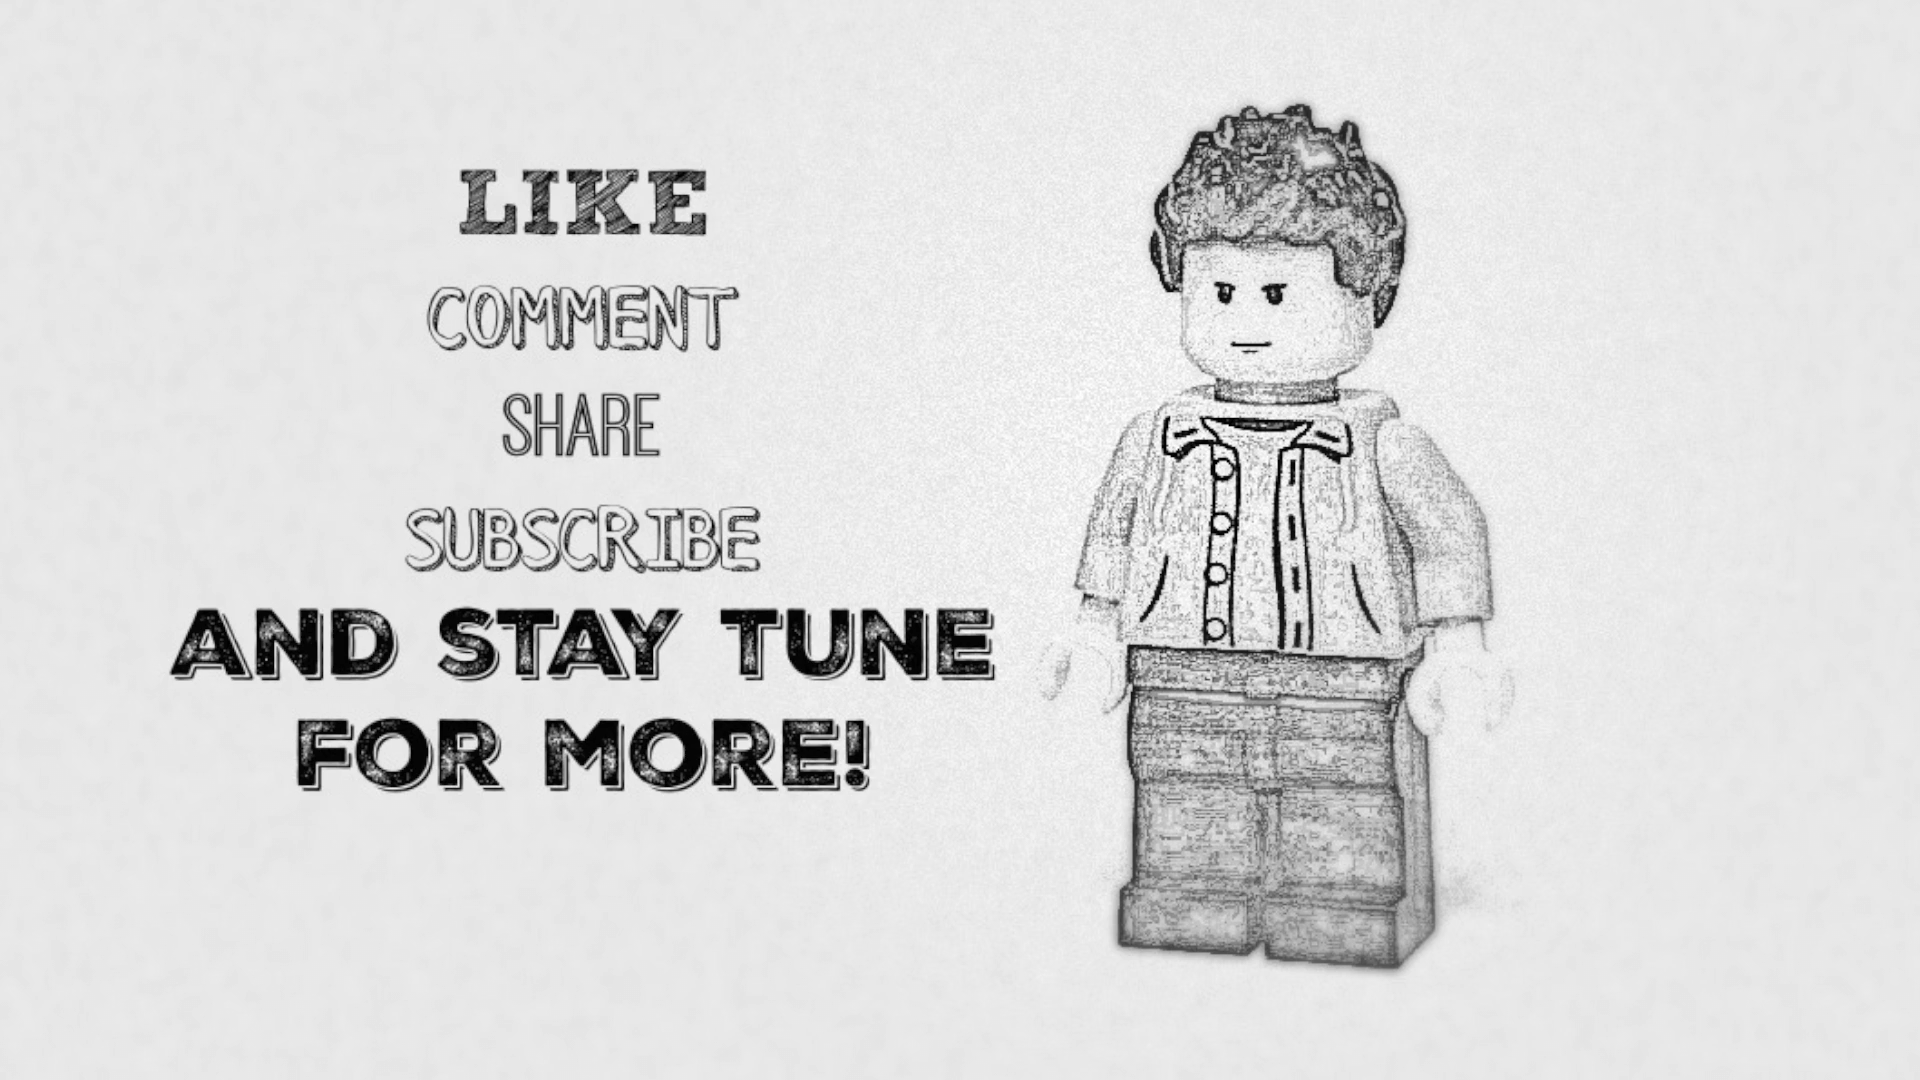 LIKE
COMMENT
SHARE
SUBSCRIBE
AND STAY TUNE
FOR MORE!